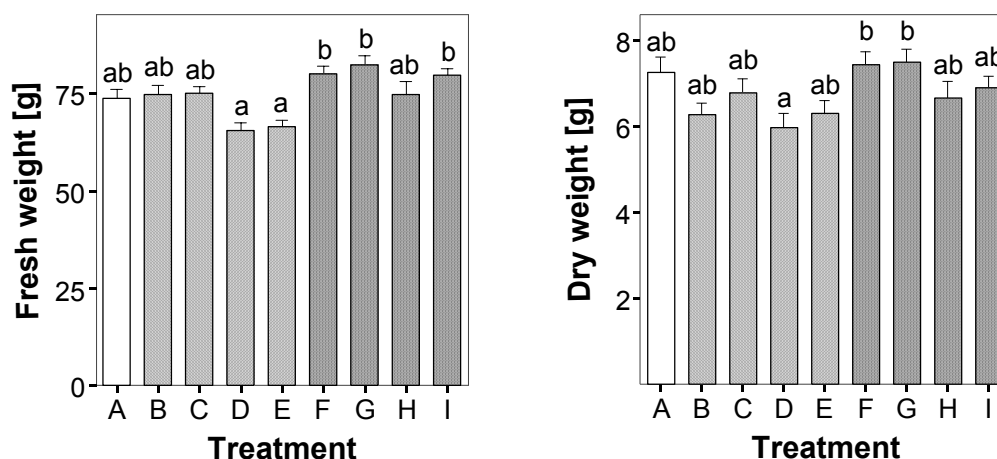 Fresh weight [g]
75
50
25
0
ab ab ab a a b b ab b
A B C D E F G H I
Treatment
Dry weight [g]
8
6
4
2
ab ab ab a ab b b ab ab
A B C D E F G H I
Treatment